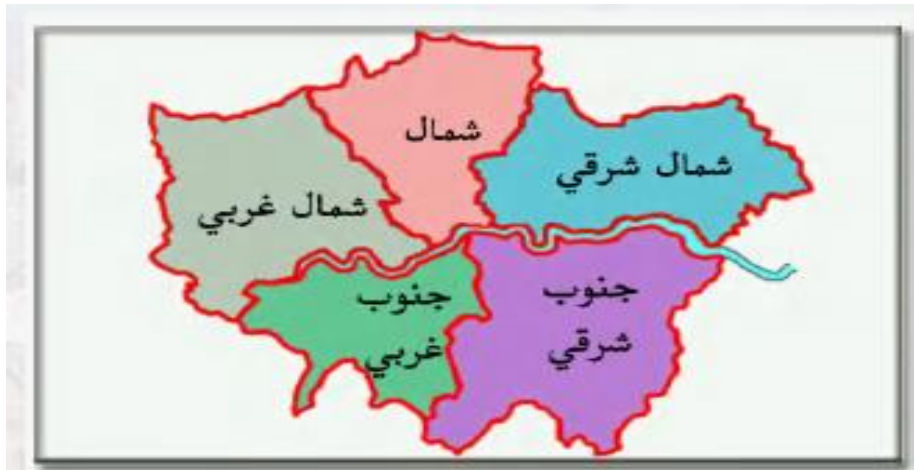 شمال
شمال شرقي
شمال غربي
جنوب
شرقي
جنوب
غربي